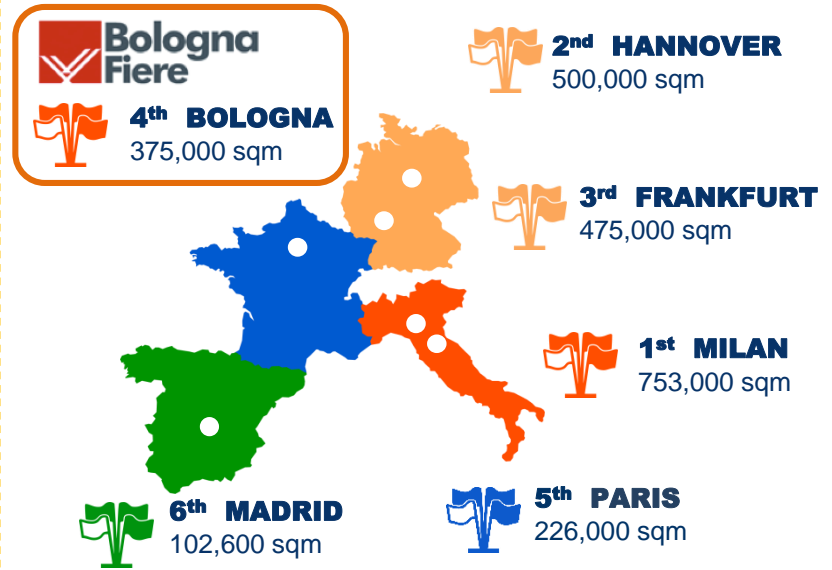 Bologna
Fiere
4th BOLOGNA
375,000 sqm
2nd HANNOVER
500,000 sqm
3rd FRANKFURT
475,000 sqm
1st MILAN
753,000 sqm
6th MADRID
102,600 sqm
5th PARIS
226,000 sqm